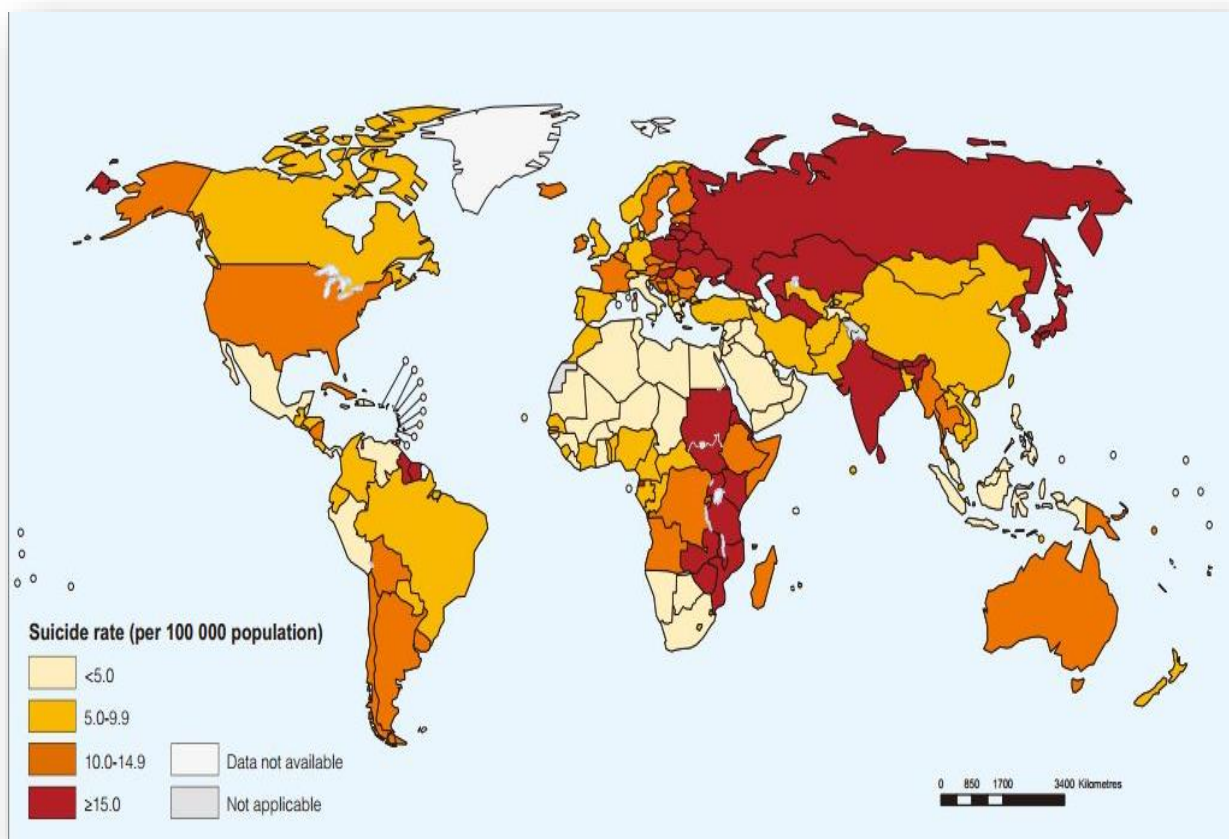 Suicide rate (per 100 000 population)
<5.0
5.0-9.9
10.0-14.9
≥15.0
Data not available
Not applicable
0 850 1700 3400 Kilometres